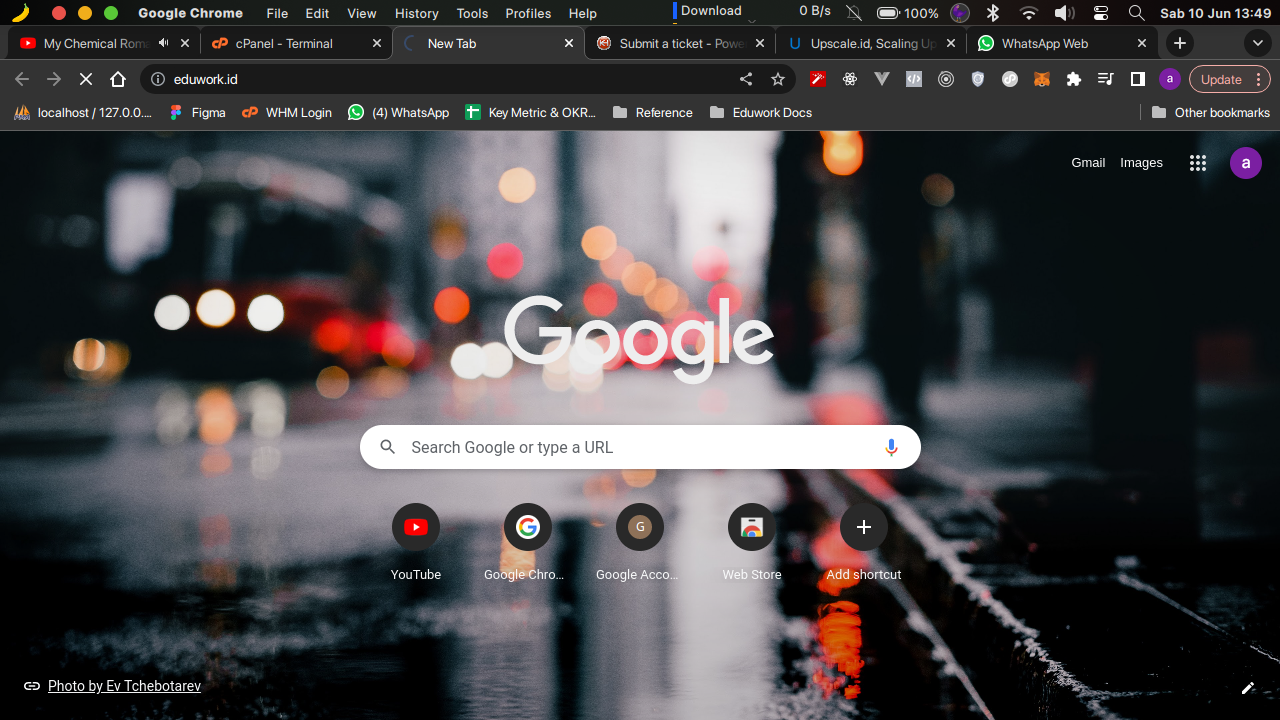 Google Chrome File Edit View History Tools Profiles Help Download 0 B/s 100% Sab 10 Jun 13:49
My Chemical Roma cPanel - Terminal New Tab Submit a ticket - Power Upscale.id, Scaling Up WhatsApp Web
eduwork.id Update
localhost / 127.0.0.... Figma WHM Login (4) WhatsApp Key Metric & OKR... Reference Eduwork Docs Other bookmarks
Gmail Images a
Google
Search Google or type a URL
G
YouTube Google Chro... Google Acco... Web Store Add shortcut
Photo by Ev Tchebotarev